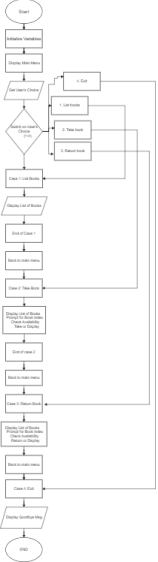 Start
Initialize Variables
Display Main Menu
Get User's Choice
4. Exit
1. List books
Switch on User's
Choice
2. Take book
3. Return book
Case 1: List Books
Display List of Books
End of Case 1
Back to main menu
Case 2: Take Book
Display List of Books
Prompt for Book Index
Check Availability
Take or Display
End of case 2
Back to main menu
Case 3: Return Book
Display List of Books
Prompt for Book Index
Check Availability
Return or Display
Back to main menu
Case 4: Exit
Display Goodbye Msg
END